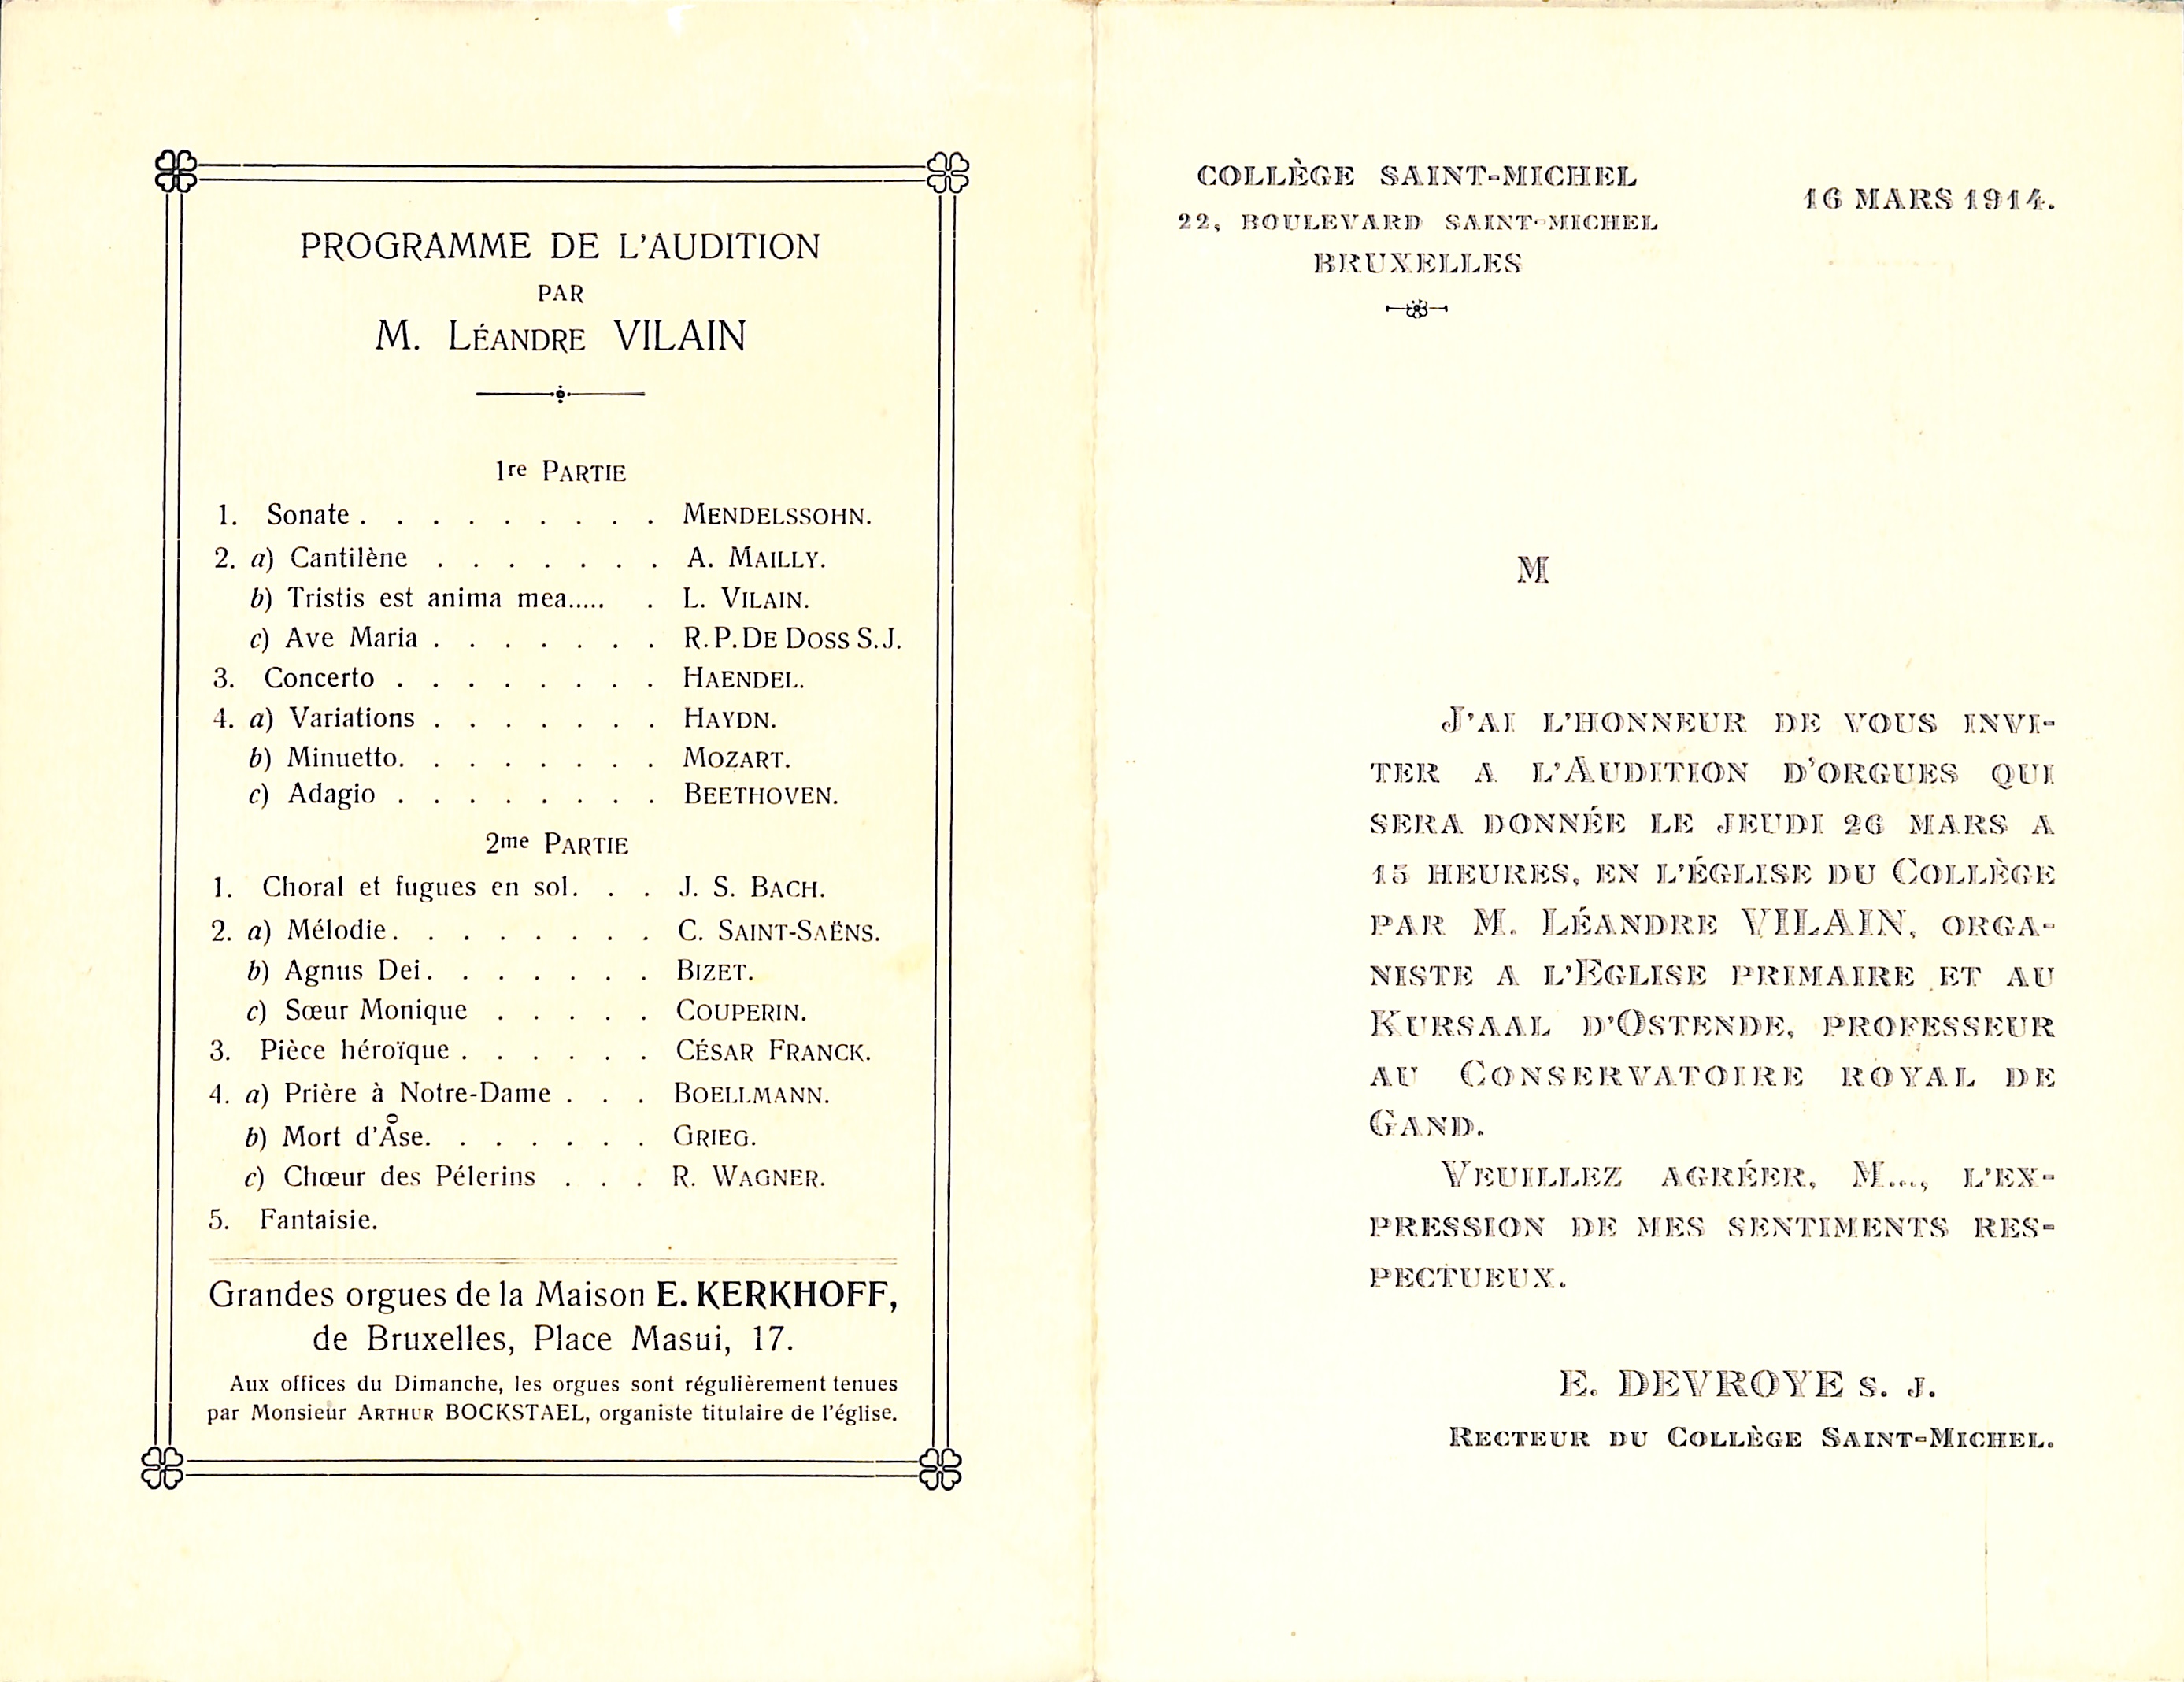 PROGRAMME DE L'AUDITION
PAR
M. LÉANDRE VILAIN
1re PARTIE
1. Sonate . . . . . . . . . MENDELSSOHN.
2. a) Cantilène . . . . . . . A. MAILLY.
b) Tristis est anima mea..... . L. VILAIN.
c) Ave Maria . . . . . . . R. P. DE DOSS S. J.
3. Concerto . . . . . . . . HAENDEL.
4. a) Variations . . . . . . . HAYDN.
b) Minuetto. . . . . . . . MOZART.
c) Adagio . . . . . . . . BEETHOVEN.
2me PARTIE
1. Choral et fugues en sol. . . J. S. BACH.
2. a) Mélodie. . . . . . . . C. SAINT-SAËNS.
b) Agnus Dei. . . . . . . BIZET.
c) Sœur Monique . . . . . COUPERIN.
3. Pièce héroïque . . . . . . CÉSAR FRANCK.
4. a) Prière à Notre-Dame . . . BOELLMANN.
b) Mort d'Åse. . . . . . . GRIEG.
c) Chœur des Pélerins . . . R. WAGNER.
5. Fantaisie.
Grandes orgues de la Maison E. KERKHOFF,
de Bruxelles, Place Masui, 17.
Aux offices du Dimanche, les orgues sont régulièrement tenues
par Monsieur ARTHUR BOCKSTAEL, organiste titulaire de l'église.
COLLÈGE SAINT-MICHEL
22, BOULEVARD SAINT-MICHEL
BRUXELLES
16 MARS 1914.
M
J'AI L'HONNEUR DE VOUS INVI-
TER A L'AUDITION D'ORGUES QUI
SERA DONNÉE LE JEUDI 26 MARS A
15 HEURES, EN L'ÉGLISE DU COLLÈGE
PAR M. LÉANDRE VILAIN, ORGA-
NISTE A L'EGLISE PRIMAIRE ET AU
KURSAAL D'OSTENDE, PROFESSEUR
AU CONSERVATOIRE ROYAL DE
GAND.
VEUILLEZ AGRÉER, M..., L'EX-
PRESSION DE MES SENTIMENTS RES-
PECTUEUX.
E. DEVROYE S. J.
RECTEUR DU COLLÈGE SAINT-MICHEL.